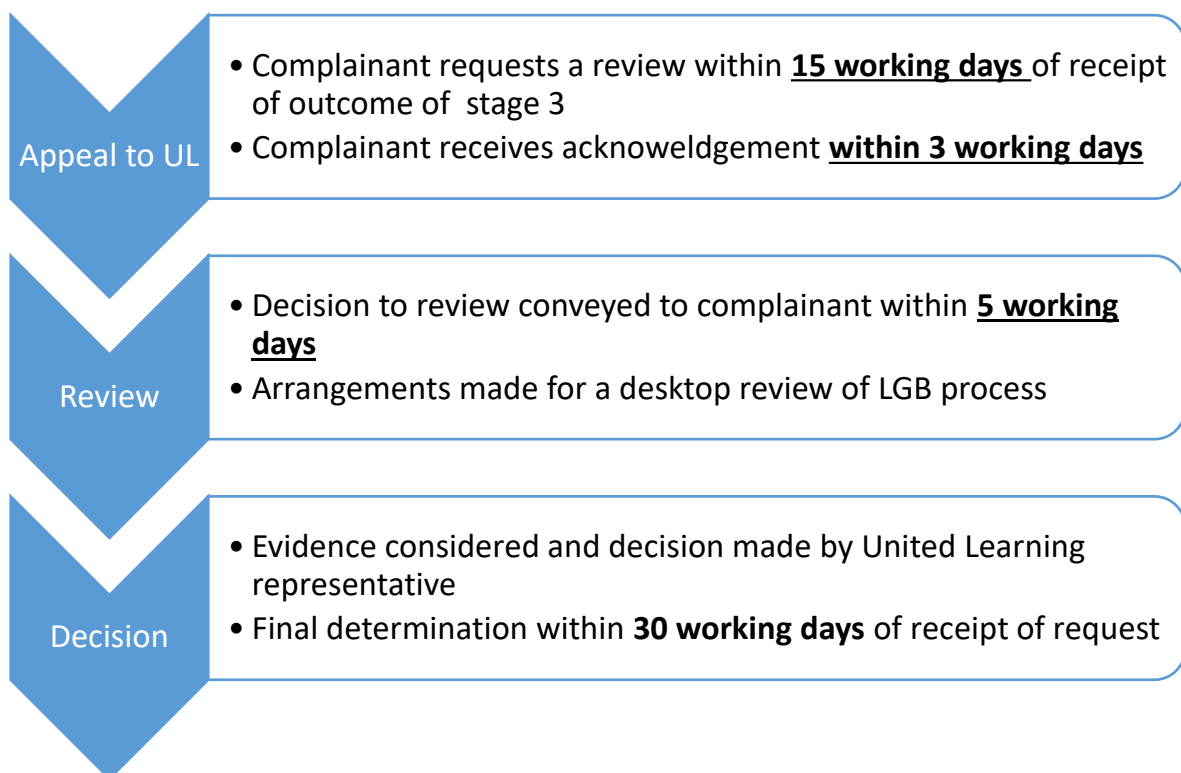 Appeal to UL
• Complainant requests a review within 15 working days of receipt
of outcome of  stage 3
• Complainant receives acknoweldgement within 3 working days
Review
• Decision to review conveyed to complainant within 5 working
days
• Arrangements made for a desktop review of LGB process
Decision
• Evidence considered and decision made by United Learning
representative
• Final determination within 30 working days of receipt of request